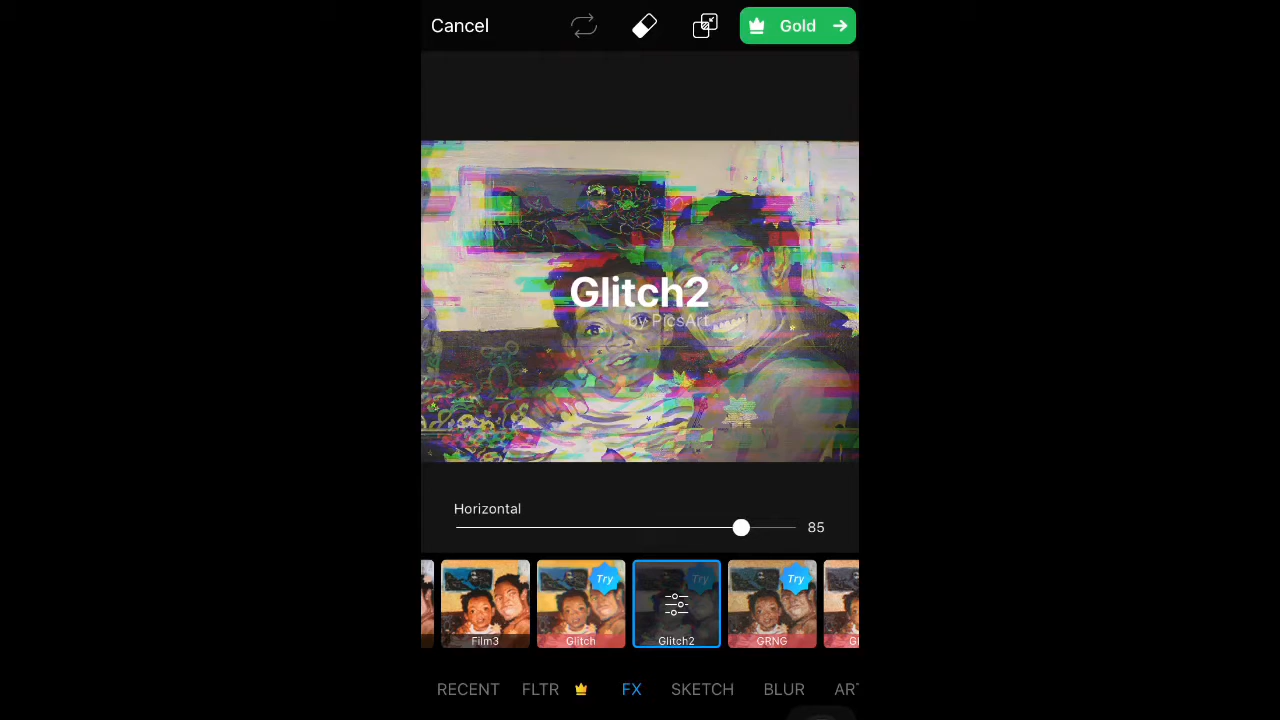 Cancel
Gold
Glitch2
by PicsArt
Horizontal
85
Try
Try
Try
Film3
Glitch
Glitch2
GRNG
RECENT FLTR FX SKETCH BLUR